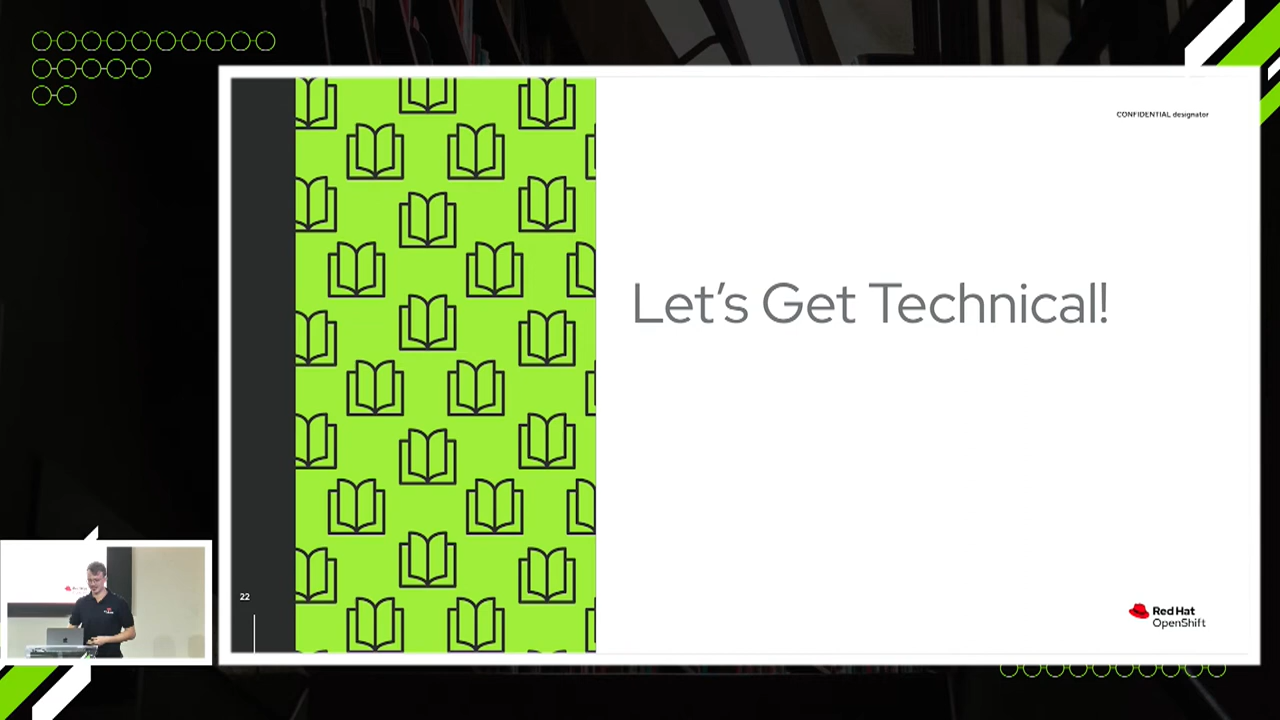 CONFIDENTIAL designator
Let's Get Technical!
22
Red Hat
OpenShift